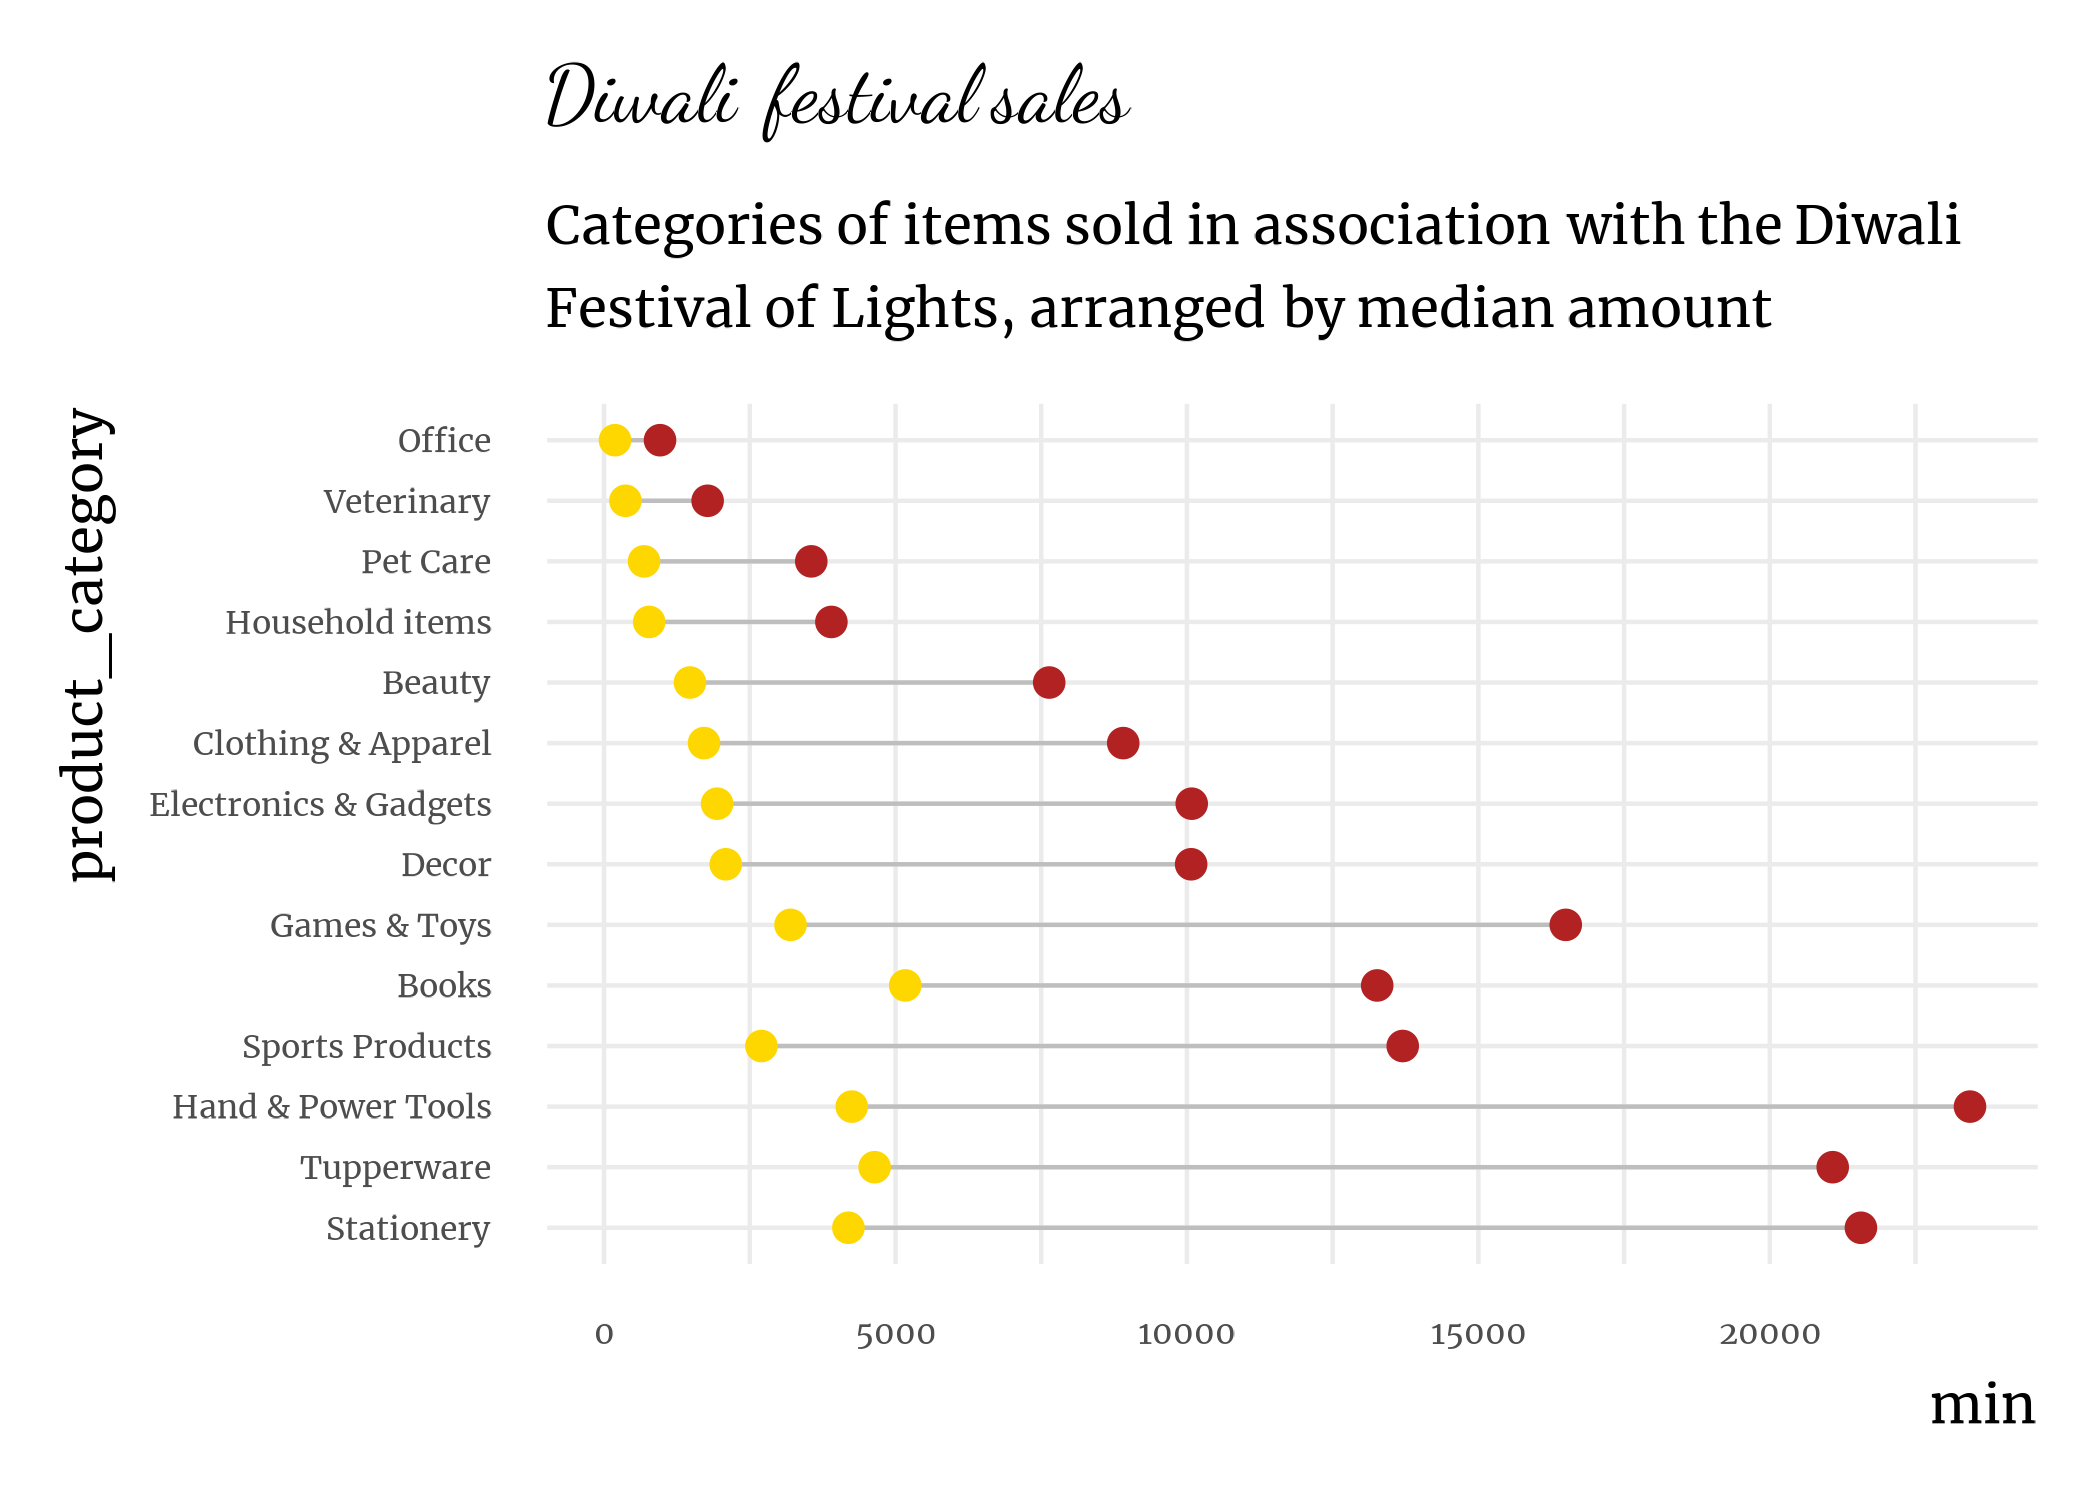 Diwali festival sales
Categories of items sold in association with the Diwali
Festival of Lights, arranged by median amount
product_category
Office
Veterinary
Pet Care
Household items
Beauty
Clothing & Apparel
Electronics & Gadgets
Decor
Games & Toys
Books
Sports Products
Hand & Power Tools
Tupperware
Stationery
0 5000 10000 15000 20000
min